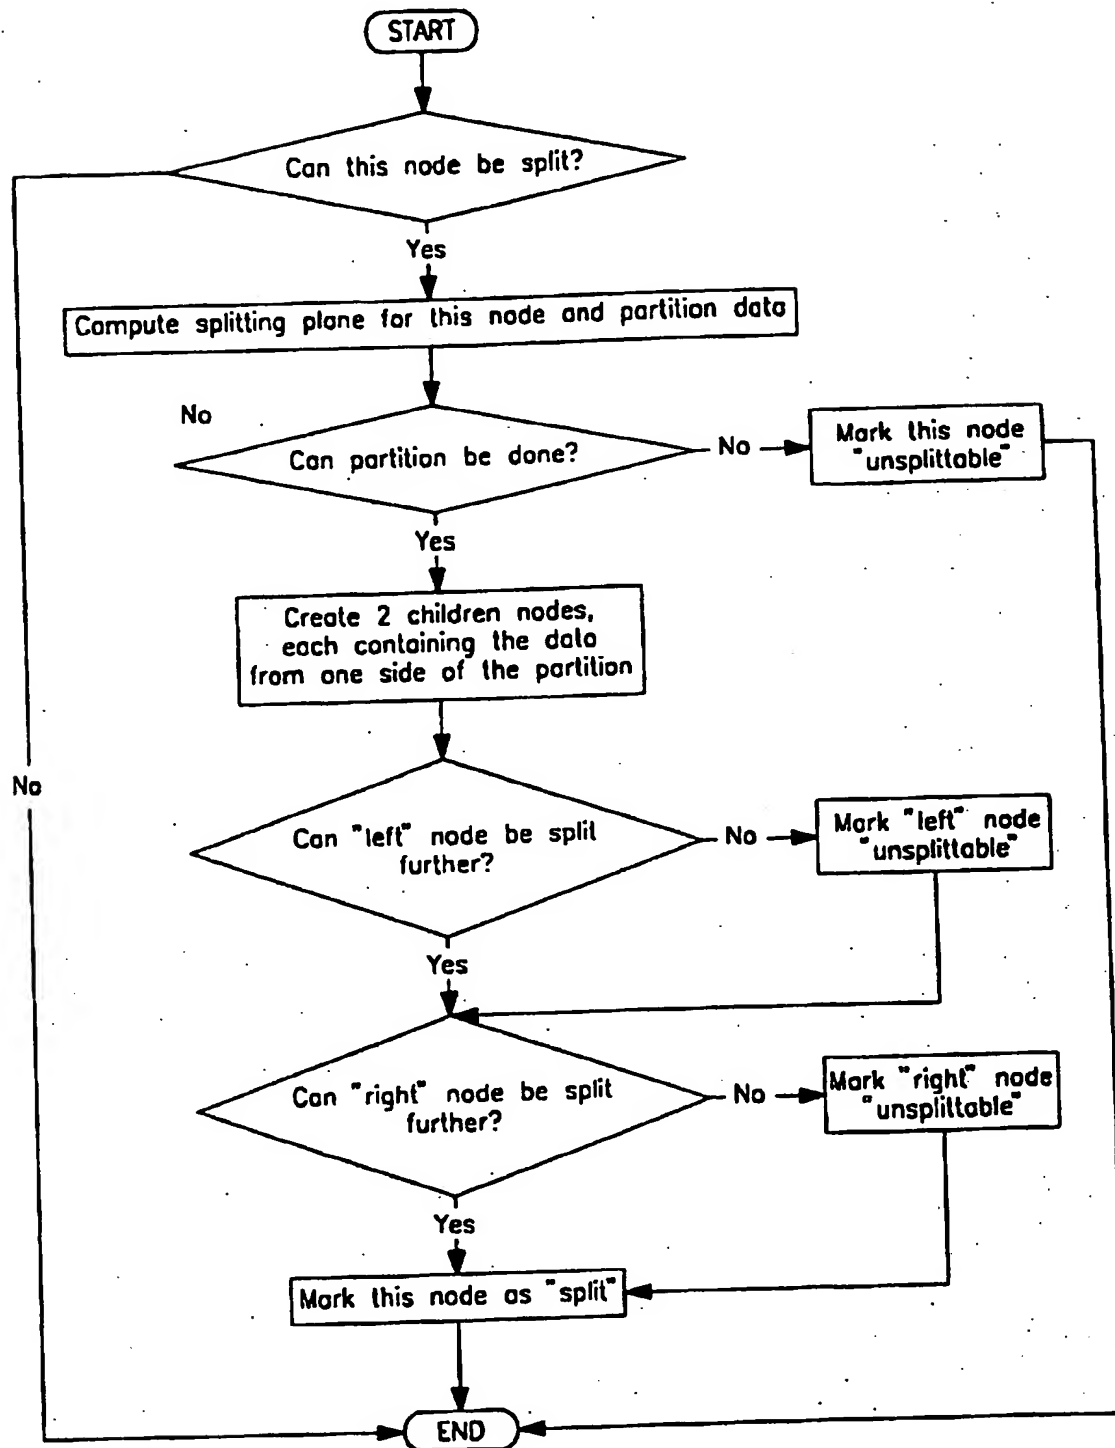 START
Can this node be split?
Yes
Compute splitting plane for this node and partition data
No
Can partition be done?
No
Mark this node
"unsplittable"
Yes
Create 2 children nodes,
each containing the data
from one side of the partition
No
Can "left" node be split
further?
No
Mark "left" node
"unsplittable"
Yes
Can "right" node be split
further?
No
Mark "right" node
"unsplittable"
Yes
Mark this node as "split"
END